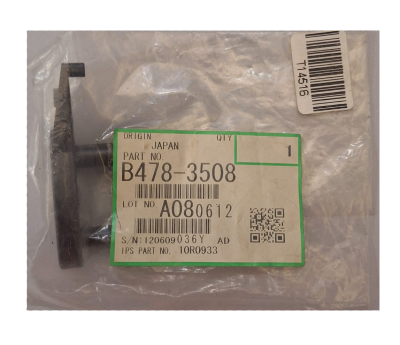 T14516
ORIGIN QTY
JAPAN 1
PART NO
B478-3508
LOT NO A080612
S/N:120609036Y AD
IPS PART NO. 10R0933